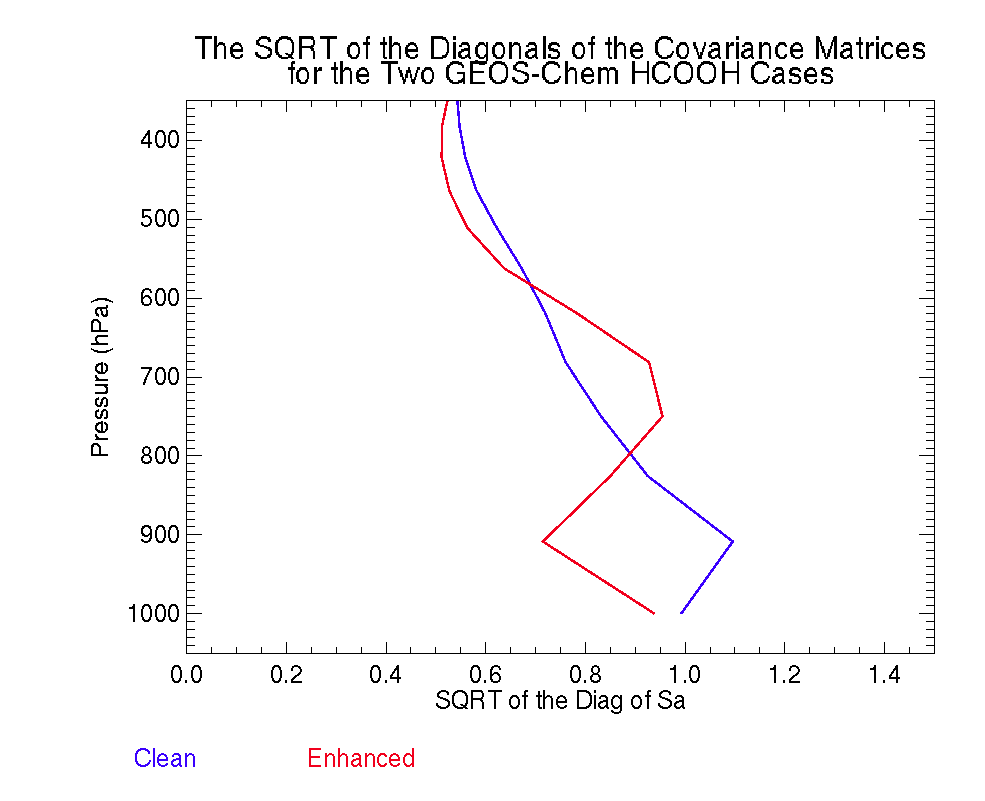 The SQRT of the Diagonals of the Covariance Matrices
for the Two GEOS-Chem HCOOH Cases
400
500
600
700
800
900
1000
Pressure (hPa)
0.0 0.2 0.4 0.6 0.8 1.0 1.2 1.4
SQRT of the Diag of Sa
Clean Enhanced